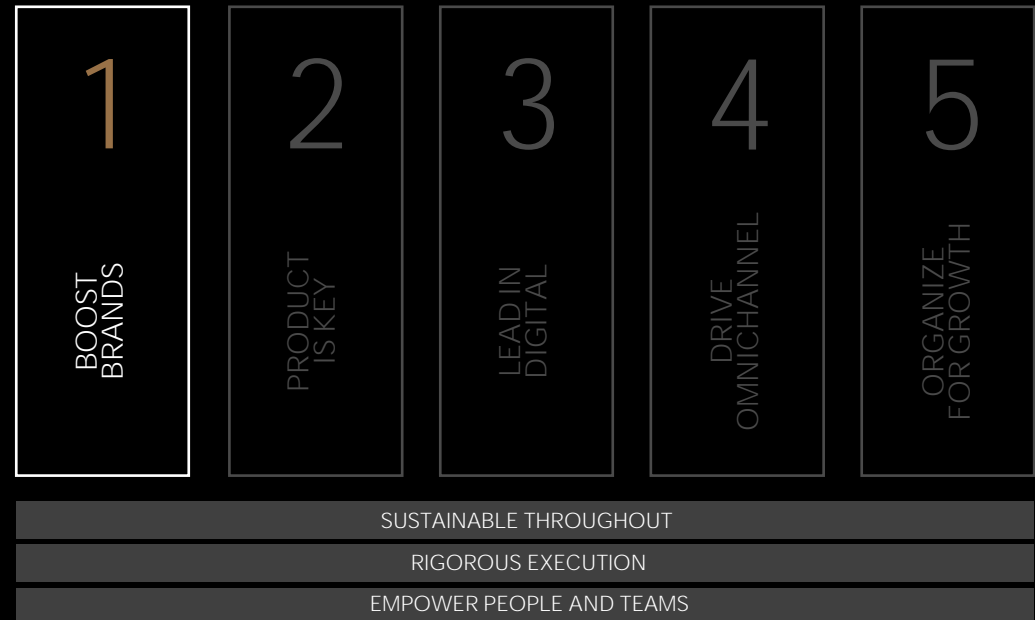 1
BOOST
BRANDS
2
PRODUCT
IS KEY
3
LEAD IN
DIGITAL
4
DRIVE
OMNICHANNEL
5
ORGANIZE
FOR GROWTH
SUSTAINABLE THROUGHOUT
RIGOROUS EXECUTION
EMPOWER PEOPLE AND TEAMS